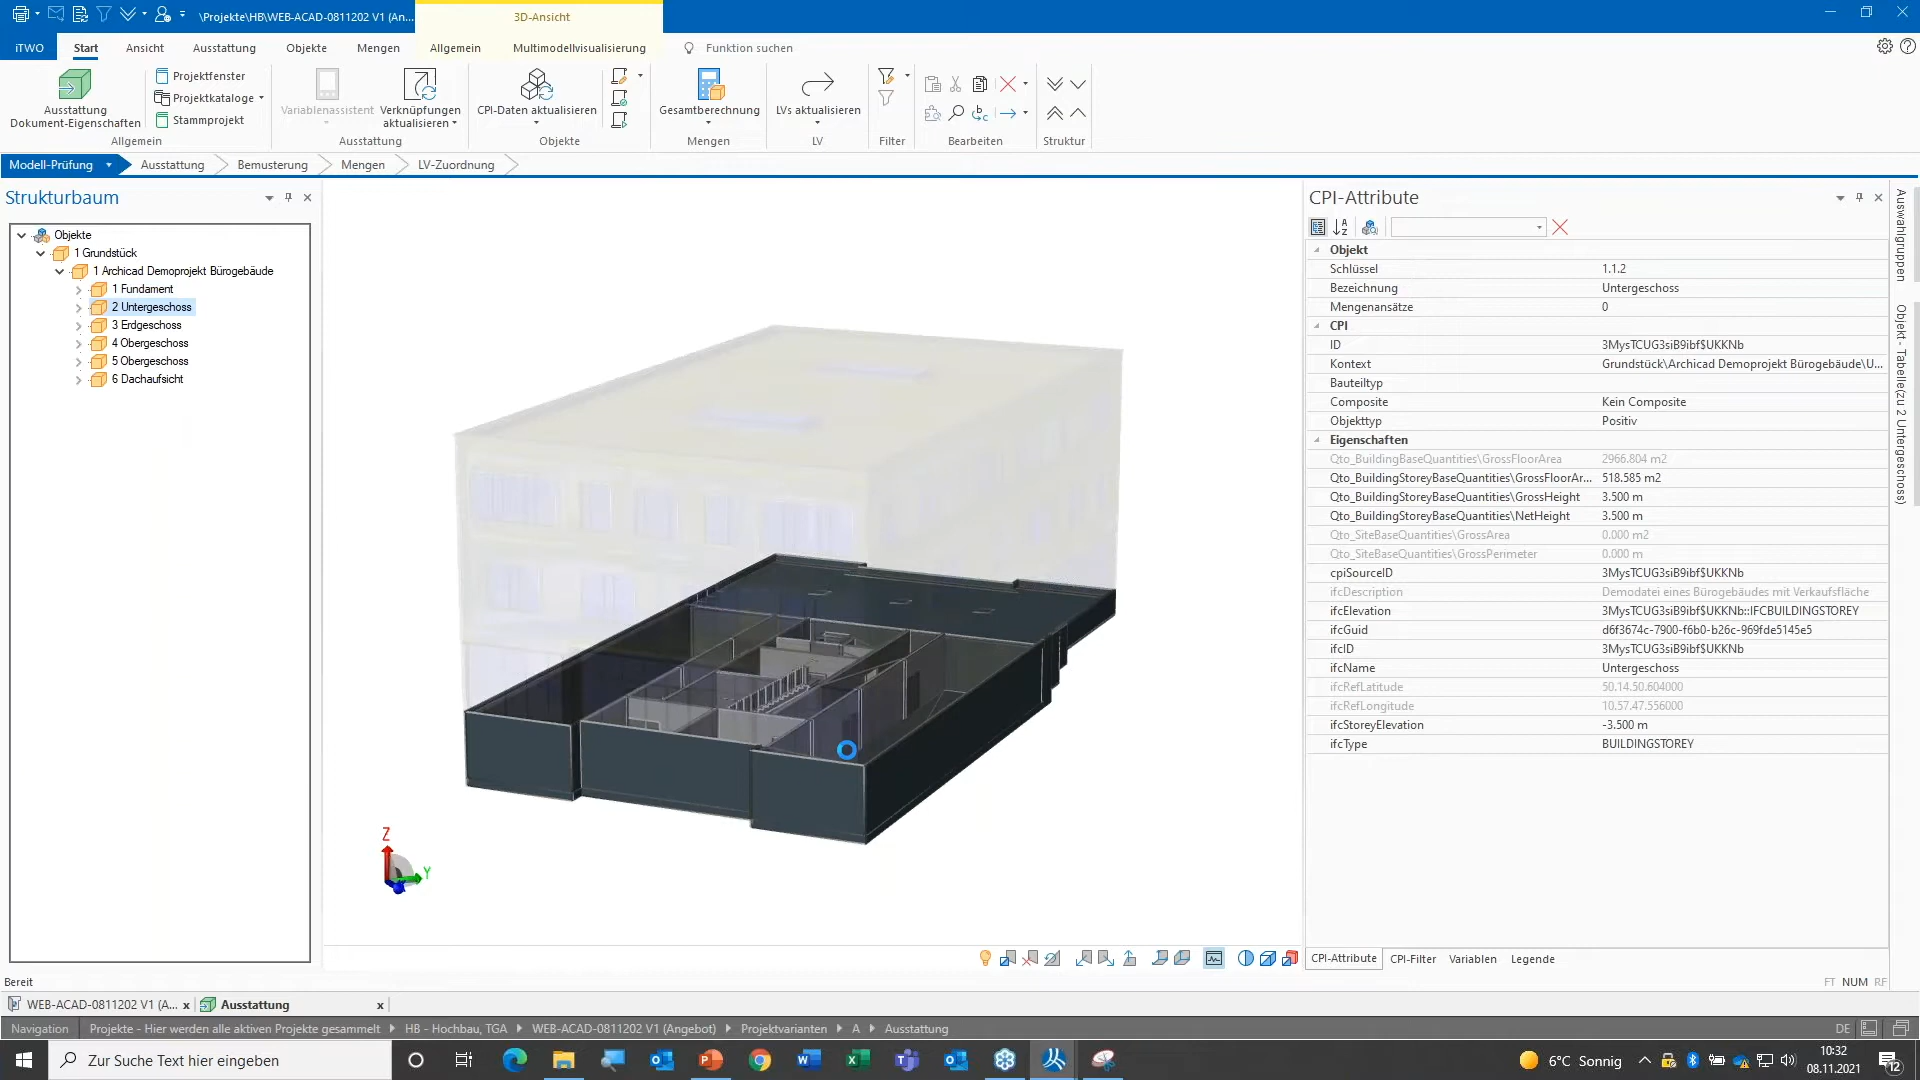 \Projekte\HB\WEB-ACAD-0811202 V1 (An...
3D-Ansicht
iTWO
Start
Ansicht
Ausstattung
Objekte
Mengen
Allgemein
Multimodellvisualisierung
Funktion suchen
Ausstattung
Dokument-Eigenschaften
Projektfenster
Projektkataloge
Stammprojekt
Allgemein
Variablenassistent
Verknüpfungen
aktualisieren
Ausstattung
CPI-Daten aktualisieren
Objekte
Gesamtberechnung
Mengen
LVs aktualisieren
LV
Filter
Bearbeiten
Struktur
Modell-Prüfung
Ausstattung
Bemusterung
Mengen
LV-Zuordnung
Strukturbaum
Objekte
1 Grundstück
1 Archicad Demoprojekt Bürogebäude
1 Fundament
2 Untergeschoss
3 Erdgeschoss
4 Obergeschoss
5 Obergeschoss
6 Dachaufsicht
Z
Y
CPI-Attribute
Objekt
Schlüssel 1.1.2
Bezeichnung Untergeschoss
Mengenansätze 0
CPI
ID 3MysTCUG3siB9ibf$UKKNb
Kontext Grundstück\Archicad Demoprojekt Bürogebäude\U...
Bauteiltyp
Composite Kein Composite
Objekttyp Positiv
Eigenschaften
Qto_BuildingBaseQuantities\GrossFloorArea 2966.804 m2
Qto_BuildingStoreyBaseQuantities\GrossFloorAr... 518.585 m2
Qto_BuildingStoreyBaseQuantities\GrossHeight 3.500 m
Qto_BuildingStoreyBaseQuantities\NetHeight 3.500 m
Qto_SiteBaseQuantities\GrossArea 0.000 m2
Qto_SiteBaseQuantities\GrossPerimeter 0.000 m
cpiSourceID 3MysTCUG3siB9ibf$UKKNb
ifcDescription Demodatei eines Bürogebäudes mit Verkaufsfläche
ifcElevation 3MysTCUG3siB9ibf$UKKNb::IFCBUILDINGSTOREY
ifcGuid d6f3674c-7900-f6b0-b26c-969fde5145e5
ifcID 3MysTCUG3siB9ibf$UKKNb
ifcName Untergeschoss
ifcRefLatitude 50.14.50.604000
ifcRefLongitude 10.57.47.556000
ifcStoreyElevation -3.500 m
ifcType BUILDINGSTOREY
Auswahlgruppen
Objekt - Tabelle(zu 2 Untergeschoss)
CPI-Attribute
CPI-Filter
Variablen
Legende
Bereit
FT NUM RF
WEB-ACAD-0811202 V1 (A... x
Ausstattung x
Navigation
Projekte - Hier werden alle aktiven Projekte gesammelt
HB - Hochbau, TGA
WEB-ACAD-0811202 V1 (Angebot)
Projektvarianten
A
Ausstattung
DE
Zur Suche Text hier eingeben
6°C Sonnig
10:32
08.11.2021
12